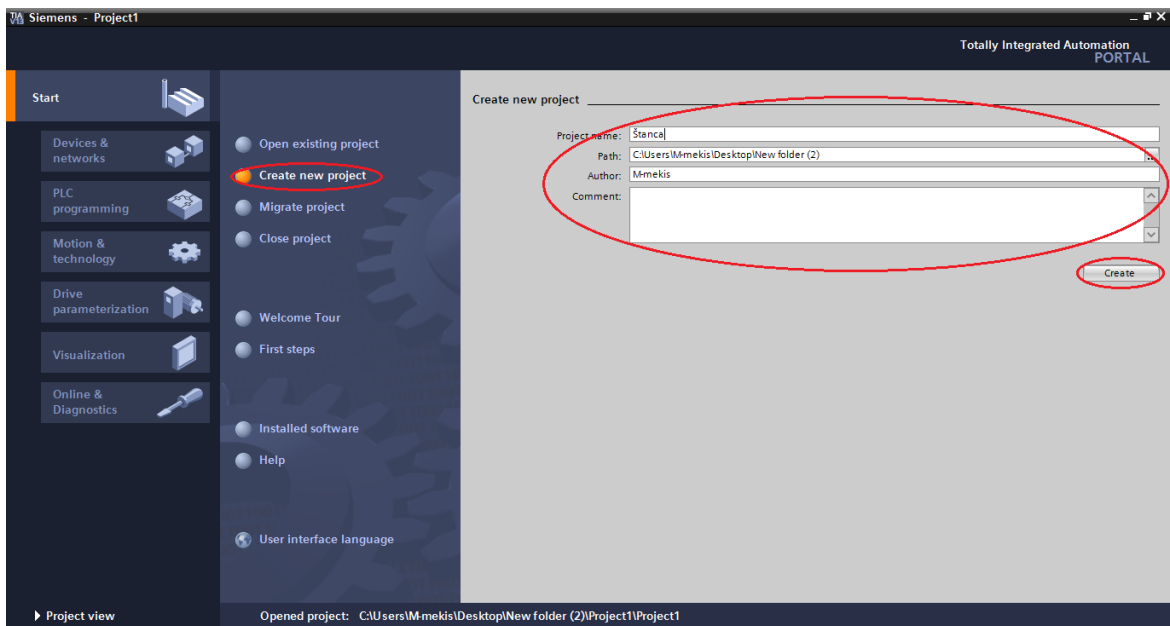 TIA V13 Siemens - Project1
Totally Integrated Automation
PORTAL
Start
Devices &
networks
PLC
programming
Motion &
technology
Drive
parameterization
Visualization
Online &
Diagnostics
Open existing project
Create new project
Migrate project
Close project
Welcome Tour
First steps
Installed software
Help
User interface language
Create new project
Project name: Štanca
Path: C:\Users\M-mekis\Desktop\New folder (2) ...
Author: M-mekis
Comment:
Create
Project view
Opened project: C:\Users\M-mekis\Desktop\New folder (2)\Project1\Project1